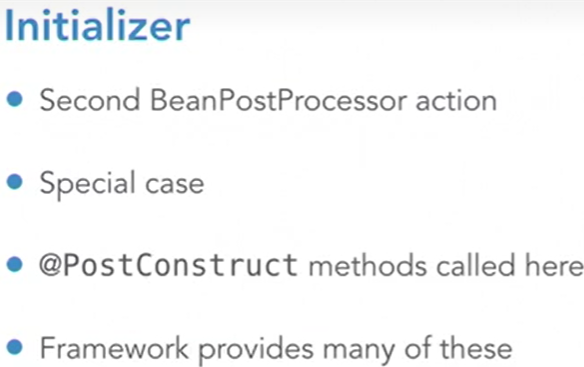 Initializer
• Second BeanPostProcessor action
• Special case
• @PostConstruct methods called here
• Framework provides many of these